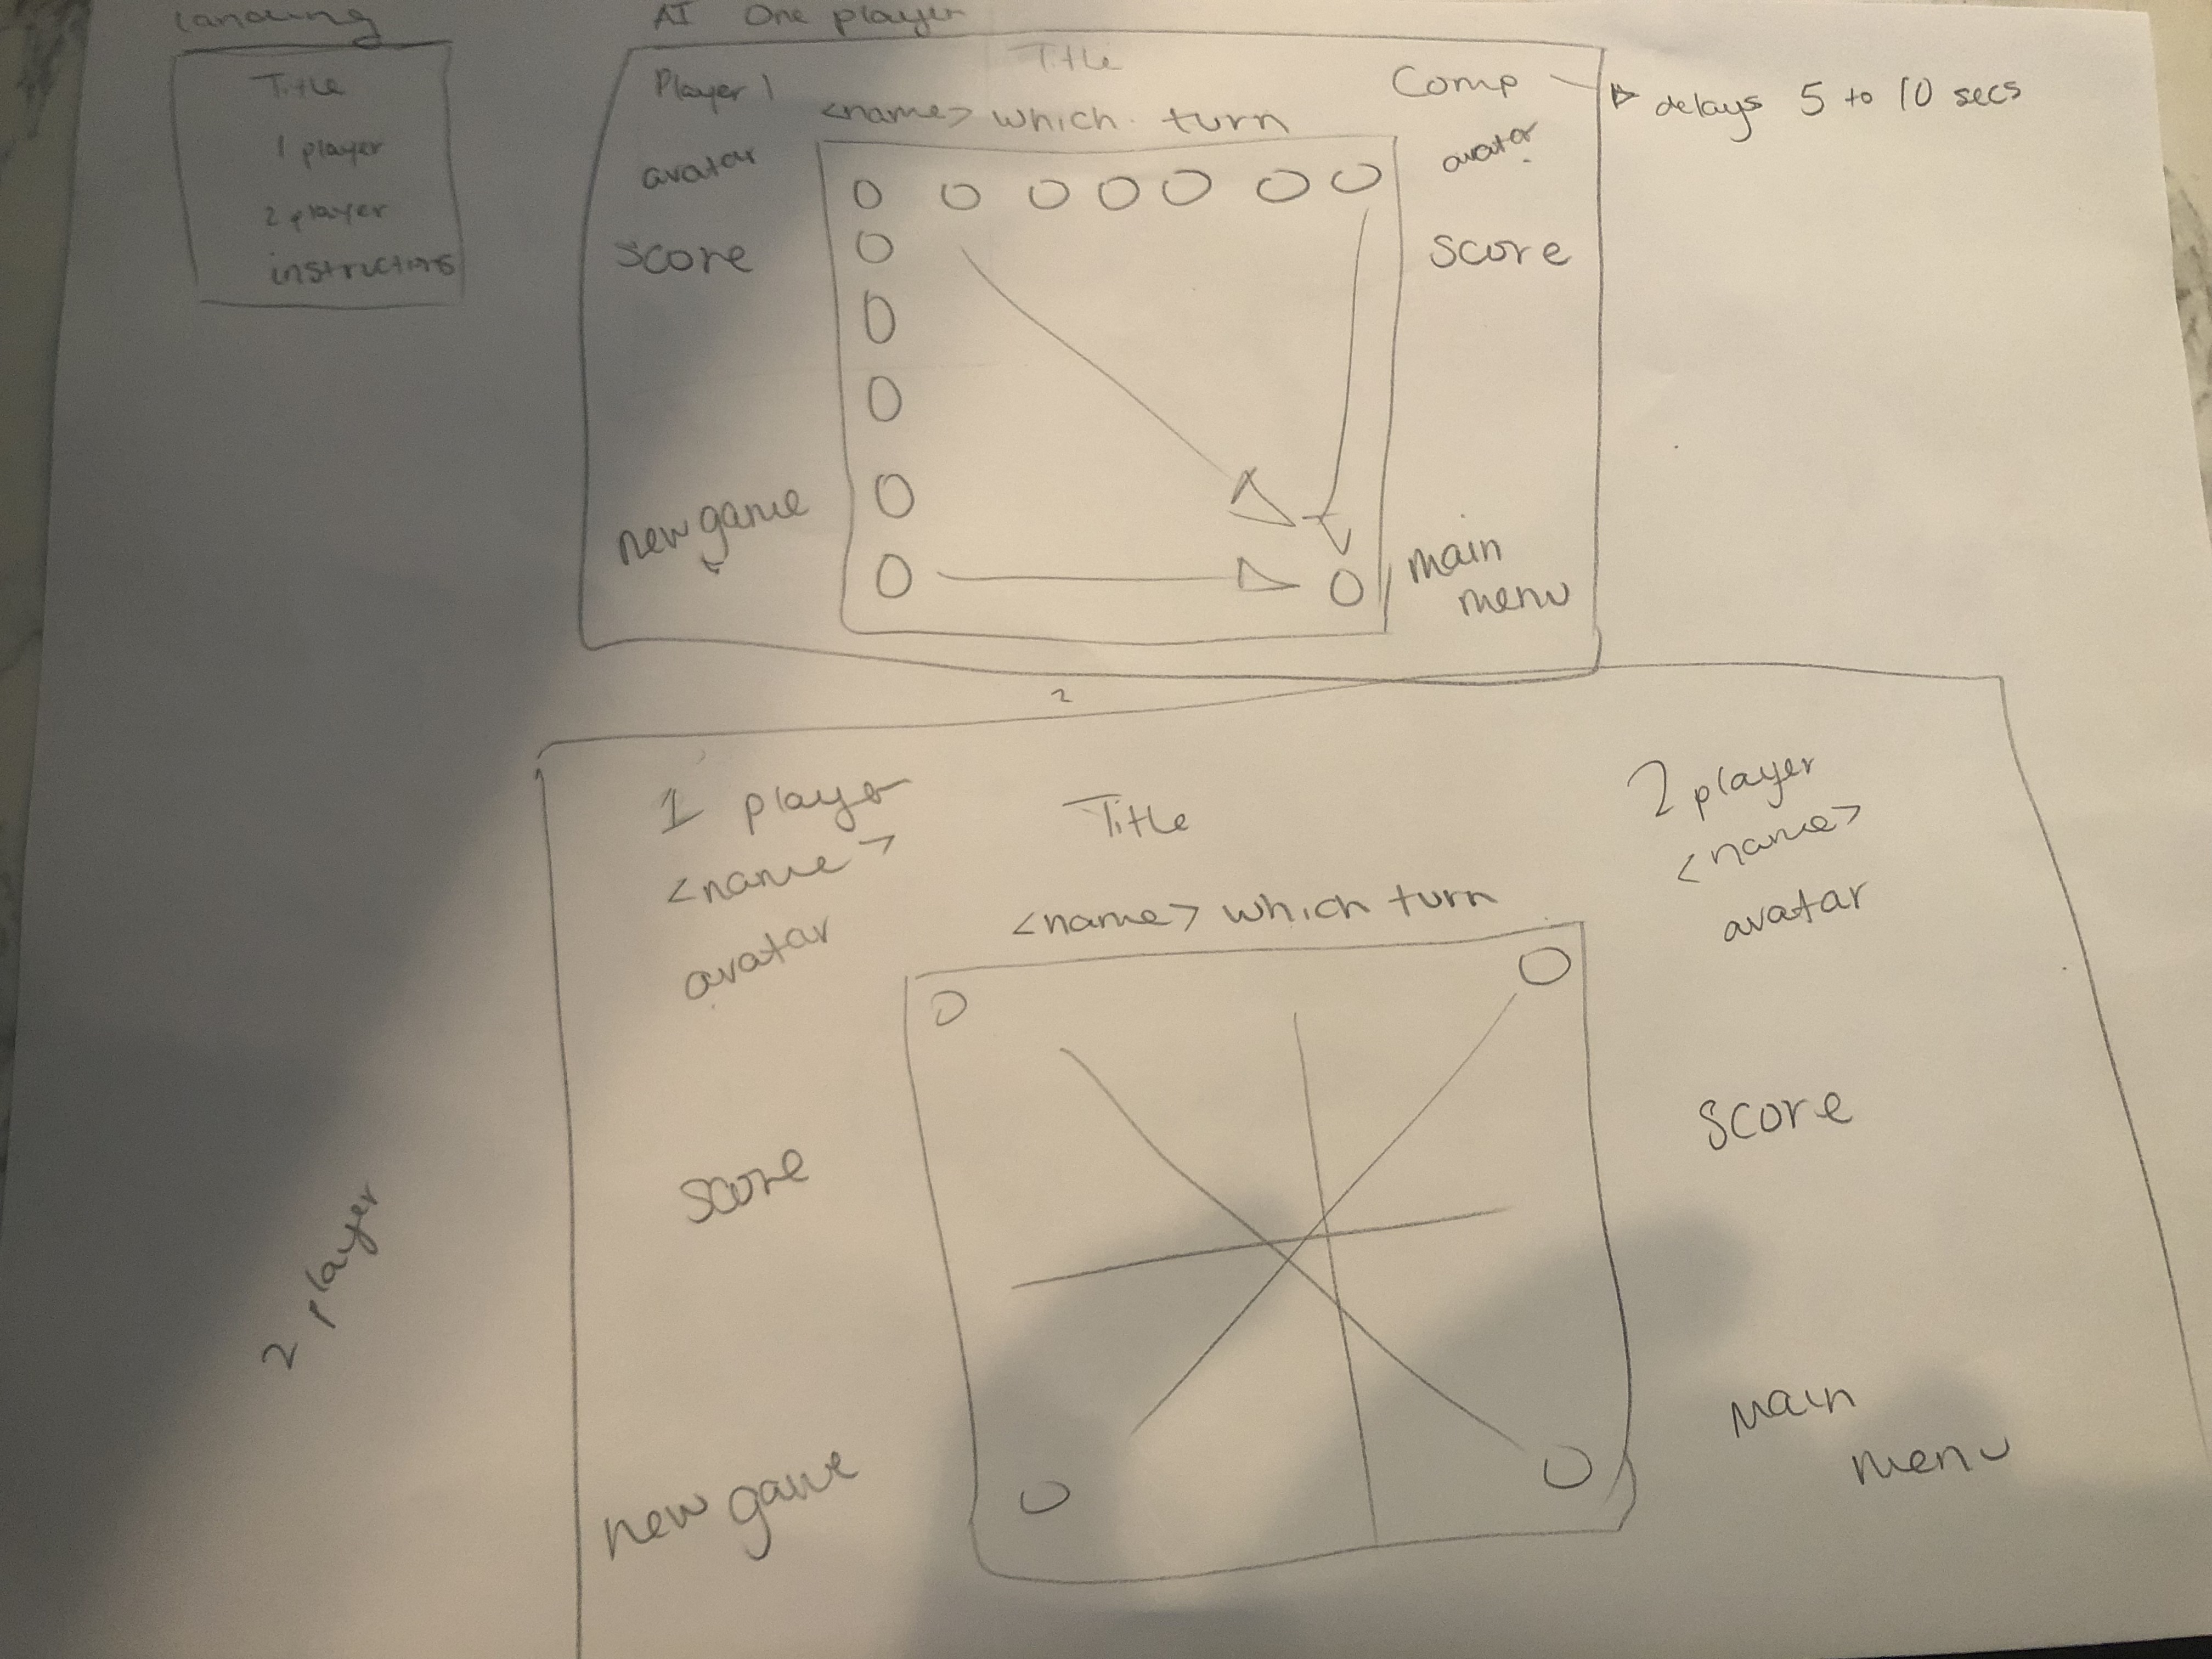 Landing
Title
1 player
2 player
instructions
AI One player
Title
Player 1
Comp
<name> which turn
delays 5 to 10 secs
avatar
avatar
score
score
new game
main
menu
2
1 player
<name>
avatar
Title
<name> which turn
2 player
<name>
avatar
score
score
2 player
new game
main
menu